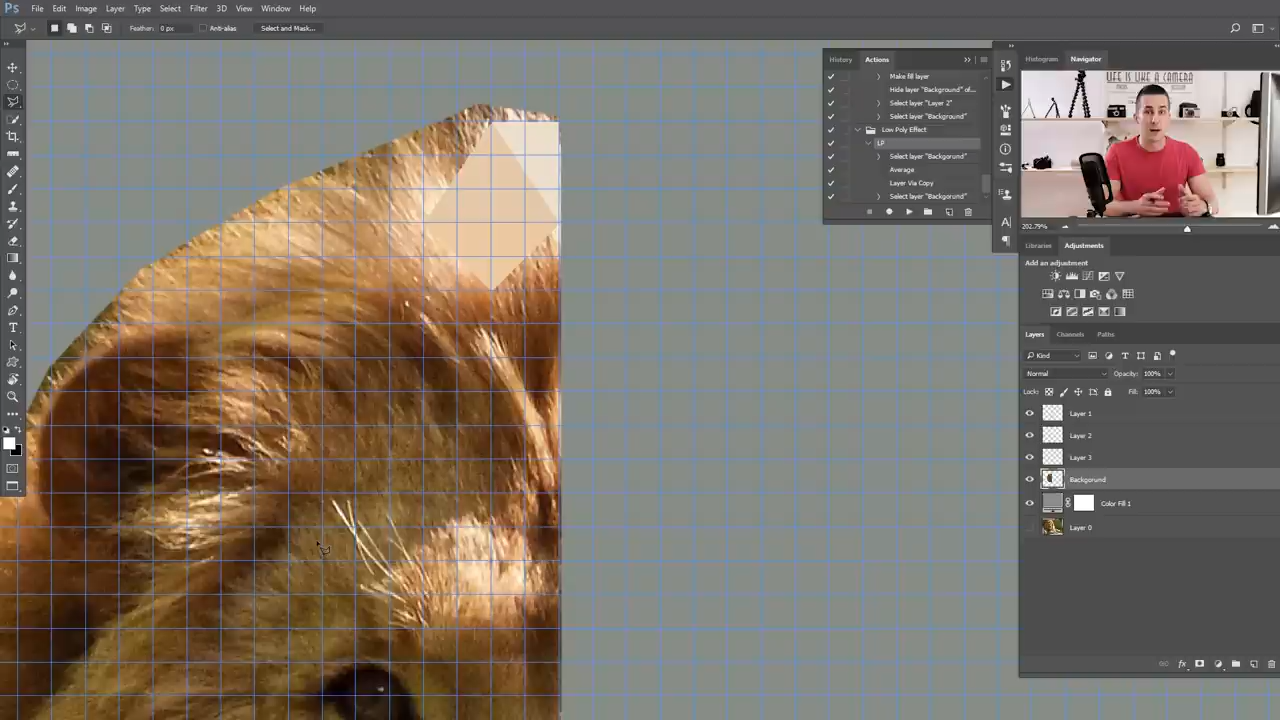 Ps File Edit Image Layer Type Select Filter 3D View Window Help
Feather: 0 px Anti-alias Select and Mask...
History Actions
Make fill layer
Hide layer "Background" of...
Select layer "Layer 2"
Select layer "Background"
Low Poly Effect
LP
Select layer "Background"
Average
Layer Via Copy
Select layer "Background"
Histogram Navigator
LIFE IS LIKE A CAMERA
202.79%
Libraries Adjustments
Add an adjustment
Layers Channels Paths
Kind
Normal Opacity: 100%
Lock: Fill: 100%
Layer 1
Layer 2
Layer 3
Background
Color Fill 1
Layer 0
fx